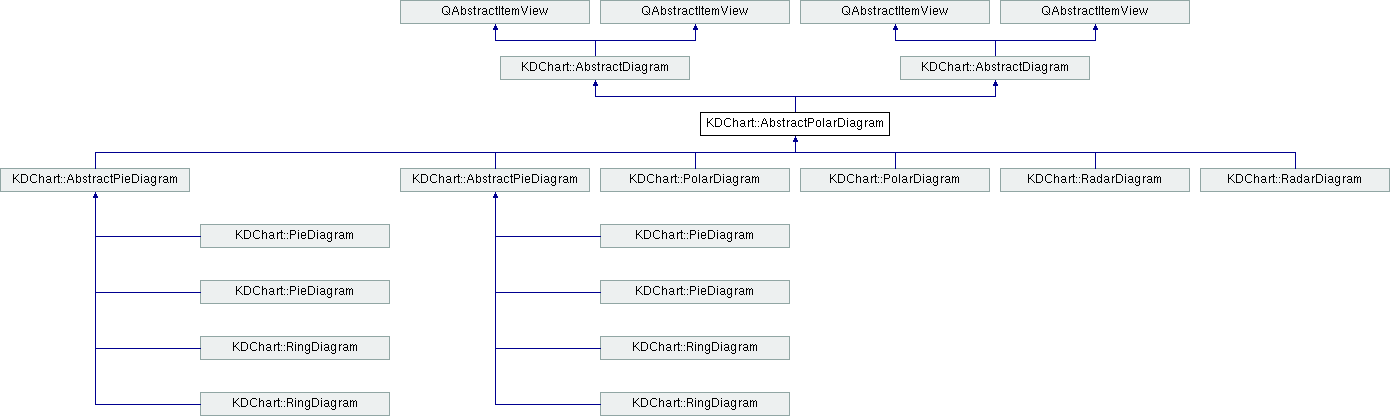 QAbstractItemView QAbstractItemView QAbstractItemView QAbstractItemView
KDChart::AbstractDiagram KDChart::AbstractDiagram
KDChart::AbstractPolarDiagram
KDChart::AbstractPieDiagram KDChart::AbstractPieDiagram KDChart::PolarDiagram KDChart::PolarDiagram KDChart::RadarDiagram KDChart::RadarDiagram
KDChart::PieDiagram KDChart::PieDiagram
KDChart::PieDiagram KDChart::PieDiagram
KDChart::RingDiagram KDChart::RingDiagram
KDChart::RingDiagram KDChart::RingDiagram